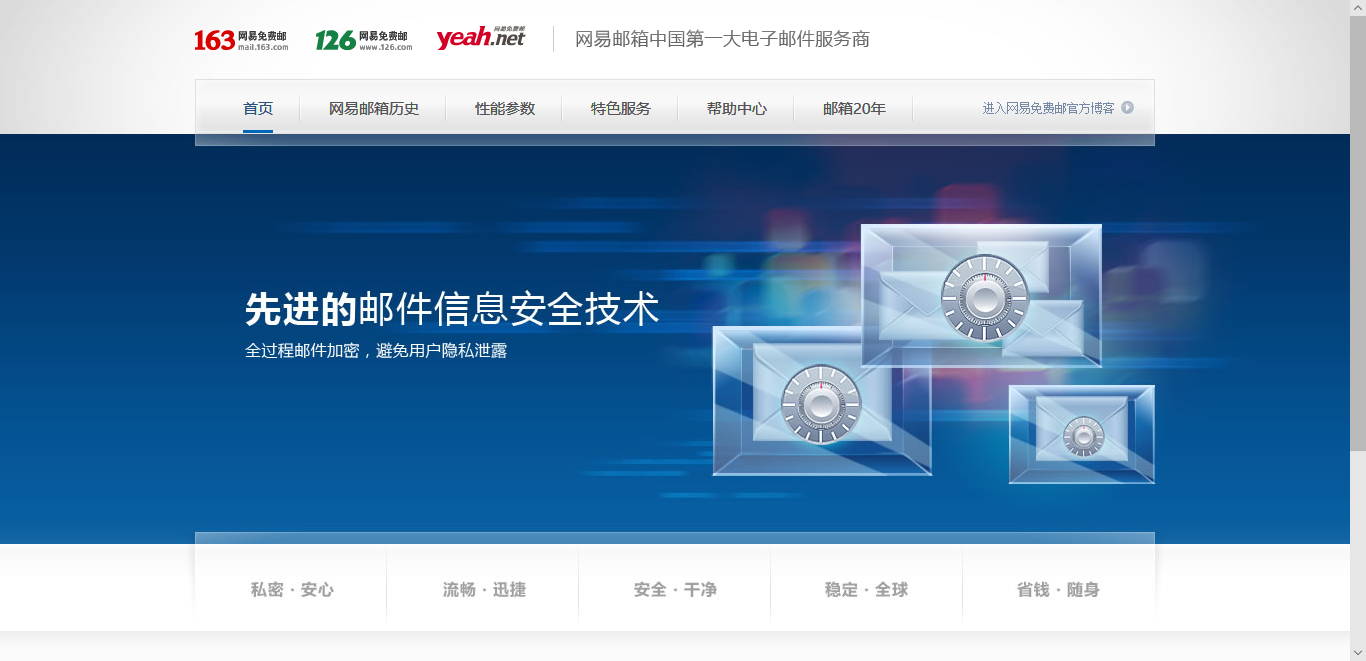 163 网易免费邮 mail.163.com
126 网易免费邮 www.126.com
yeah.net 网易免费邮
网易邮箱中国第一大电子邮件服务商
首页 网易邮箱历史 性能参数 特色服务 帮助中心 邮箱20年 进入网易免费邮官方博客
先进的邮件信息安全技术
全过程邮件加密，避免用户隐私泄露
私密 · 安心 流畅 · 迅捷 安全 · 干净 稳定 · 全球 省钱 · 随身